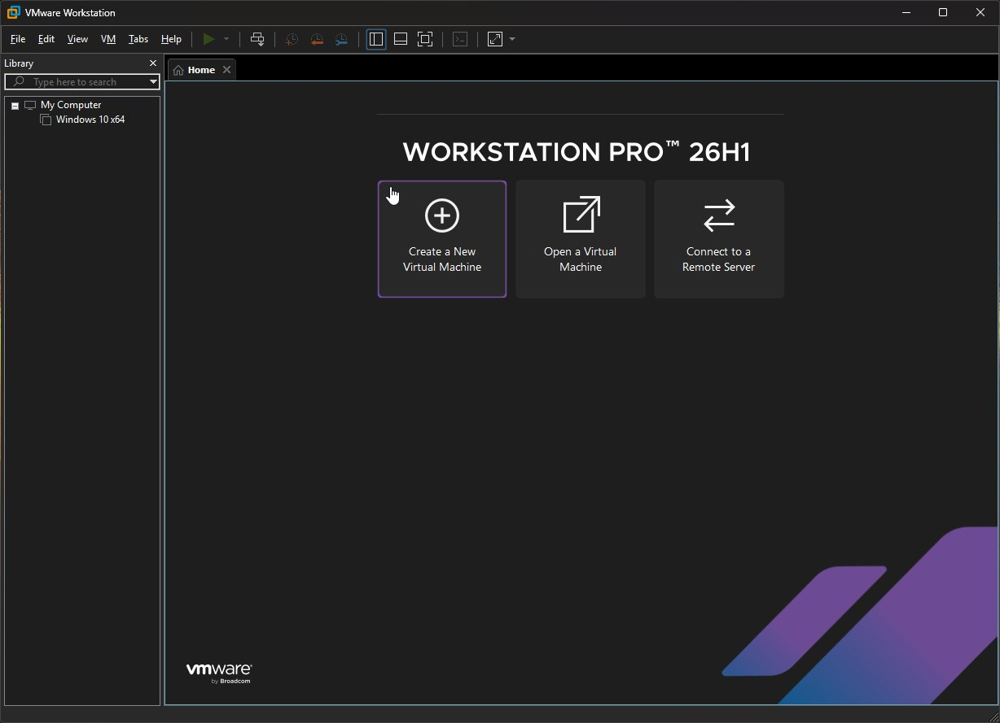 VMware Workstation
File Edit View VM Tabs Help
Library
Home
Type here to search
My Computer
Windows 10 x64
WORKSTATION PRO™ 26H1
Create a New
Virtual Machine
Open a Virtual
Machine
Connect to a
Remote Server
vmware®
by Broadcom